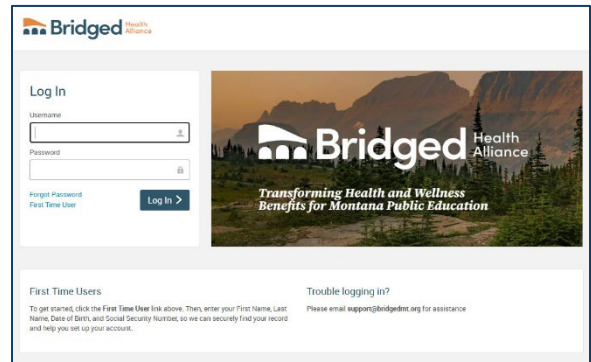 Bridged Health Alliance
Log In
Username
Password
Forgot Password
First Time User
Log In >
Bridged Health Alliance
Transforming Health and Wellness
Benefits for Montana Public Education
First Time Users
To get started, click the First Time User link above. Then, enter your First Name, Last
Name, Date of Birth, and Social Security Number, so we can securely find your record
and help you set up your account.
Trouble logging in?
Please email support@bridgedmt.org for assistance